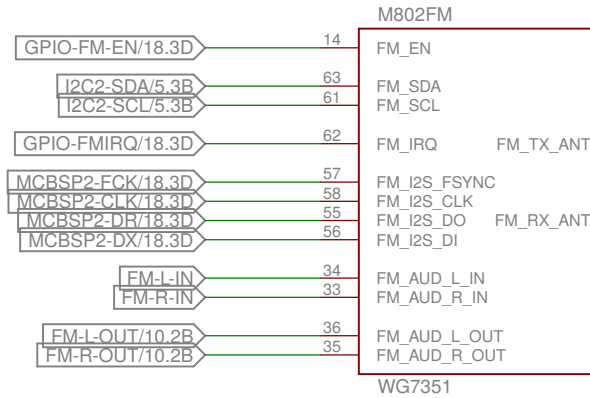 M802FM
GPIO-FM-EN/18.3D 14 FM_EN
I2C2-SDA/5.3B 63 FM_SDA
I2C2-SCL/5.3B 61 FM_SCL
GPIO-FMIRQ/18.3D 62 FM_IRQ FM_TX_ANT
MCBSP2-FCK/18.3D 57 FM_I2S_FSYNC
MCBSP2-CLK/18.3D 58 FM_I2S_CLK
MCBSP2-DR/18.3D 55 FM_I2S_DO FM_RX_ANT
MCBSP2-DX/18.3D 56 FM_I2S_DI
FM-L-IN 34 FM_AUD_L_IN
FM-R-IN 33 FM_AUD_R_IN
FM-L-OUT/10.2B 36 FM_AUD_L_OUT
FM-R-OUT/10.2B 35 FM_AUD_R_OUT
WG7351